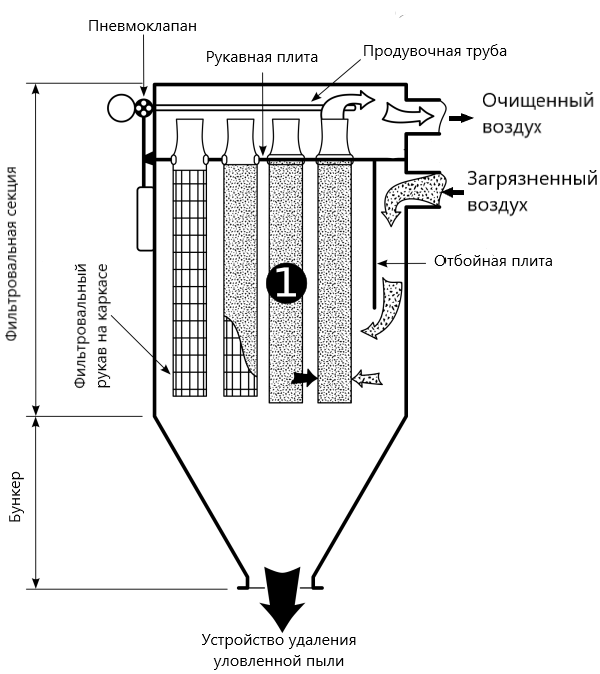 Пневмоклапан
Рукавная плита
Продувочная труба
Очищенный
воздух
Загрязненный
воздух
Отбойная плита
Фильтровальная секция
Фильтровальный
рукав на каркасе
1
Бункер
Устройство удаления
уловленной пыли